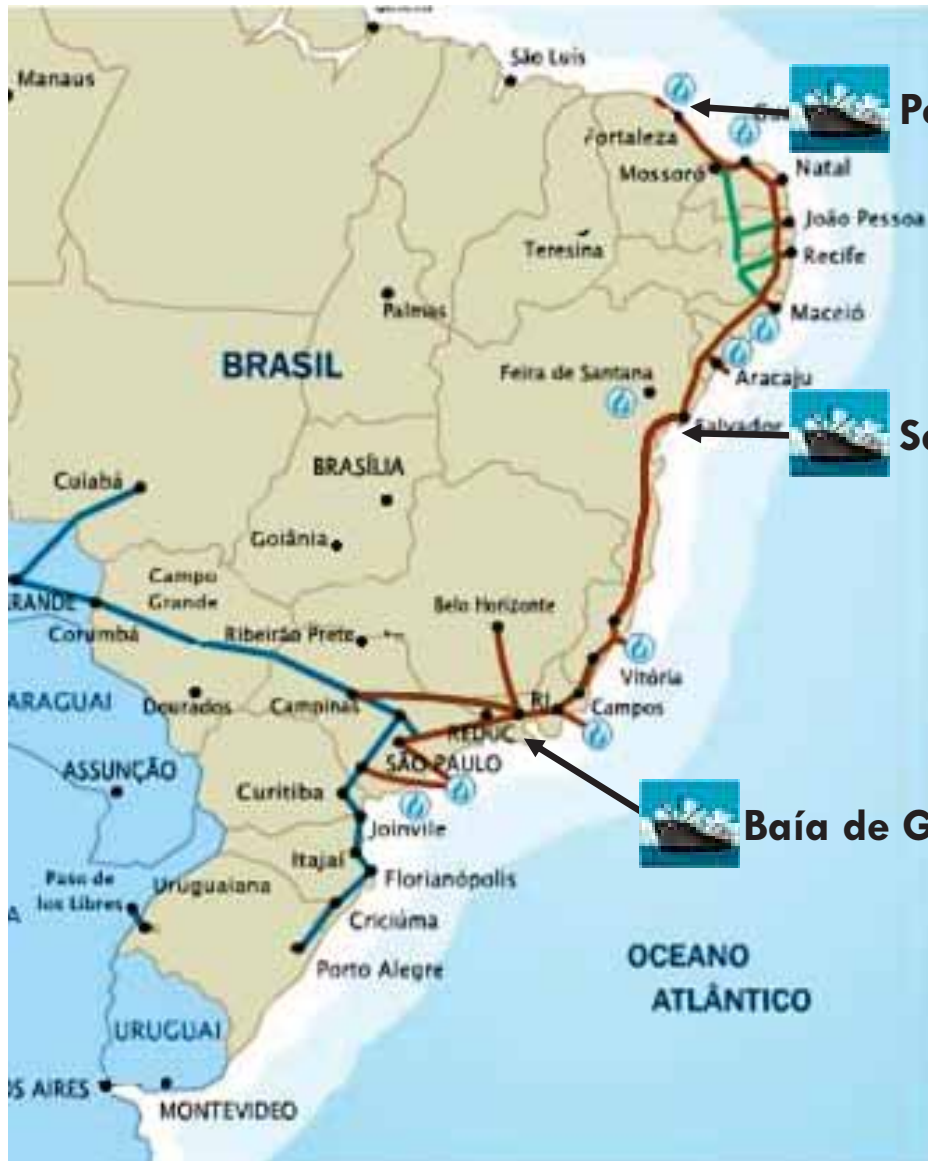 São Luis
Manaus
Pe
Fortaleza
Mossoró
Natal
João Pessoa
Teresina
Recife
Palmas
Maceió
BRASIL
Feira de Santana
Aracaju
Salvador
Sa
BRASÍLIA
Cuiabá
Goiânia
Campo
Grande
RANDE
Belo Horizonte
Corumbá
Ribeirão Prete
Vitória
ARAGUAI
Dourados
Campinas
RJ
Campos
REDUC
SÃO PAULO
ASSUNÇÃO
Curitiba
Joinvile
Baía de G
Itajaí
Paso de
los Libres
Uruguaiana
Florianópolis
A
Criciúma
Porto Alegre
OCEANO
ATLÂNTICO
URUGUAI
OS AIRES
MONTEVIDEO